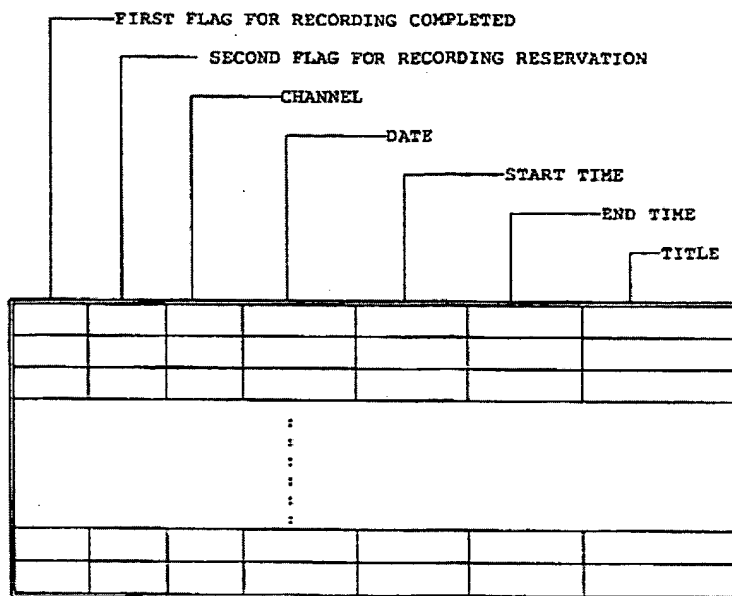 FIRST FLAG FOR RECORDING COMPLETED
SECOND FLAG FOR RECORDING RESERVATION
CHANNEL
DATE
START TIME
END TIME
TITLE